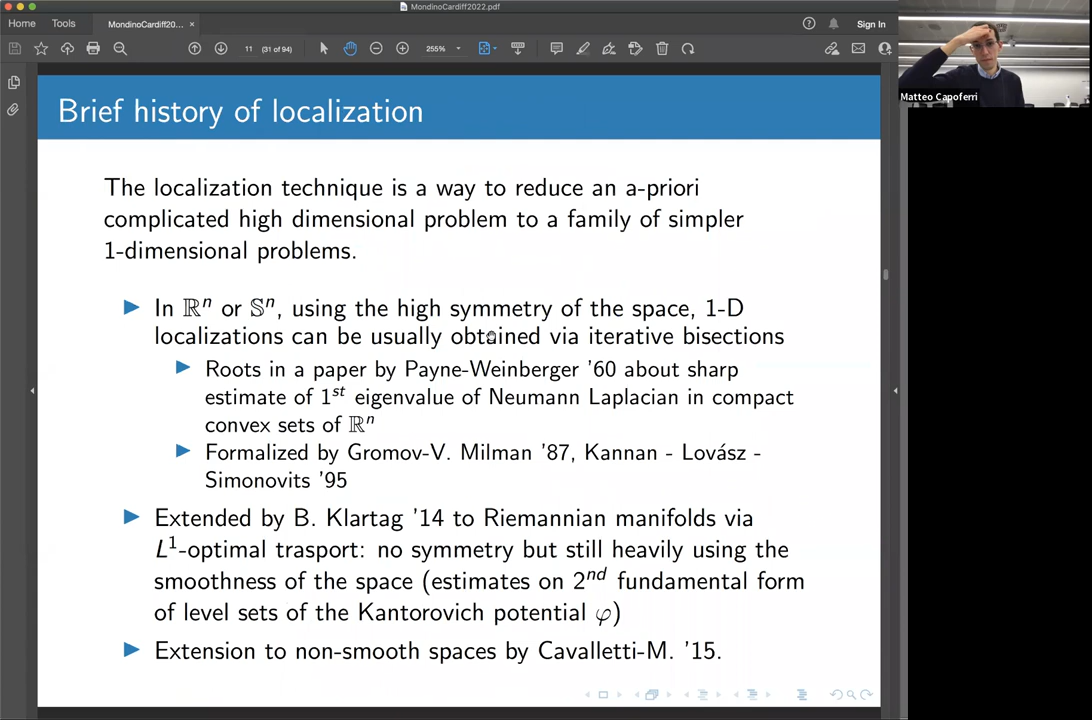 MondinoCardiff2022.pdf
Home Tools MondinoCardiff20... × Sign In
11 (31 of 94) 255%
Matteo Capoferri
Brief history of localization
The localization technique is a way to reduce an a-priori
complicated high dimensional problem to a family of simpler
1-dimensional problems.
In ℝⁿ or 𝕊ⁿ, using the high symmetry of the space, 1-D
localizations can be usually obtained via iterative bisections
Roots in a paper by Payne-Weinberger '60 about sharp
estimate of 1ˢᵗ eigenvalue of Neumann Laplacian in compact
convex sets of ℝⁿ
Formalized by Gromov-V. Milman '87, Kannan - Lovász -
Simonovits '95
Extended by B. Klartag '14 to Riemannian manifolds via
L¹-optimal trasport: no symmetry but still heavily using the
smoothness of the space (estimates on 2ⁿᵈ fundamental form
of level sets of the Kantorovich potential φ)
Extension to non-smooth spaces by Cavalletti-M. '15.